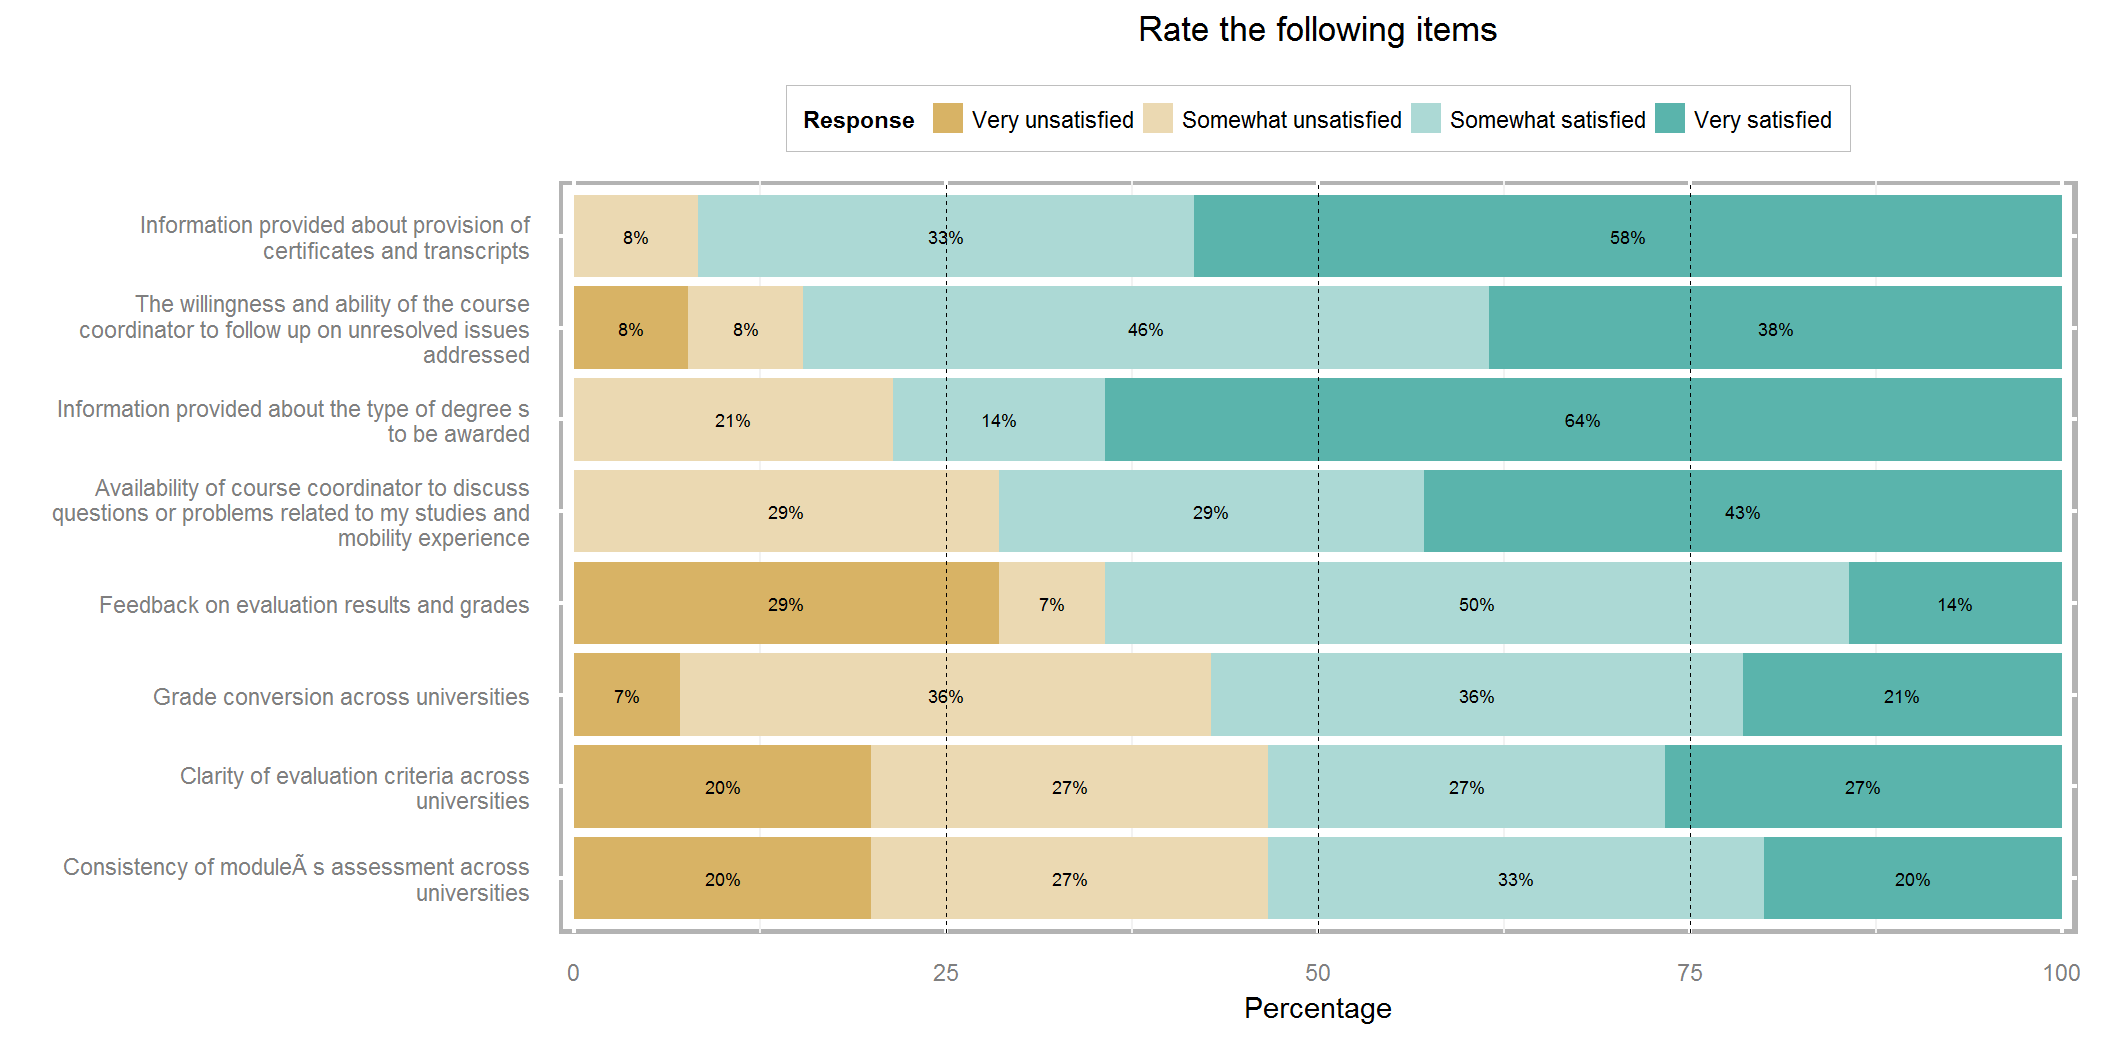 Rate the following items
Response Very unsatisfied Somewhat unsatisfied Somewhat satisfied Very satisfied
Information provided about provision of
certificates and transcripts
8% 33% 58%
The willingness and ability of the course
coordinator to follow up on unresolved issues
addressed
8% 8% 46% 38%
Information provided about the type of degree s
to be awarded
21% 14% 64%
Availability of course coordinator to discuss
questions or problems related to my studies and
mobility experience
29% 29% 43%
Feedback on evaluation results and grades
29% 7% 50% 14%
Grade conversion across universities
7% 36% 36% 21%
Clarity of evaluation criteria across
universities
20% 27% 27% 27%
Consistency of moduleÃ s assessment across
universities
20% 27% 33% 20%
0 25 50 75 100
Percentage